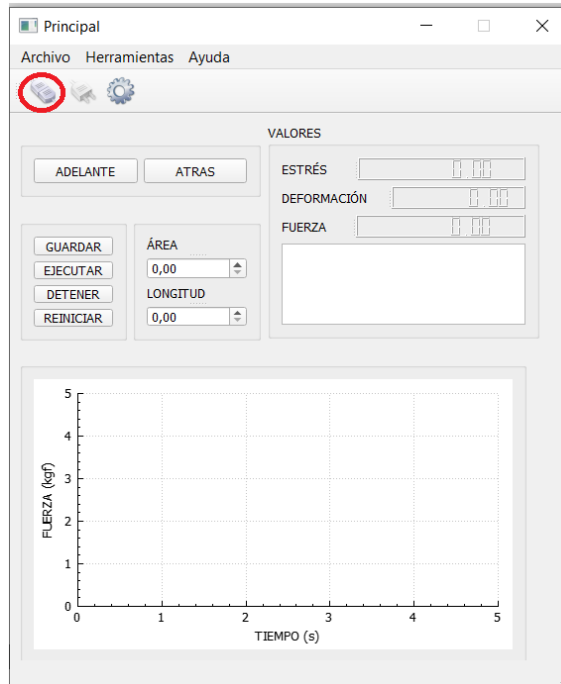 Principal
Archivo Herramientas Ayuda
VALORES
ADELANTE ATRAS
ESTRÉS 0.00
DEFORMACIÓN 0.00
FUERZA 0.00
GUARDAR
EJECUTAR
DETENER
REINICIAR
ÁREA
0,00
LONGITUD
0,00
FUERZA (kgf)
5
4
3
2
1
0
0 1 2 3 4 5
TIEMPO (s)